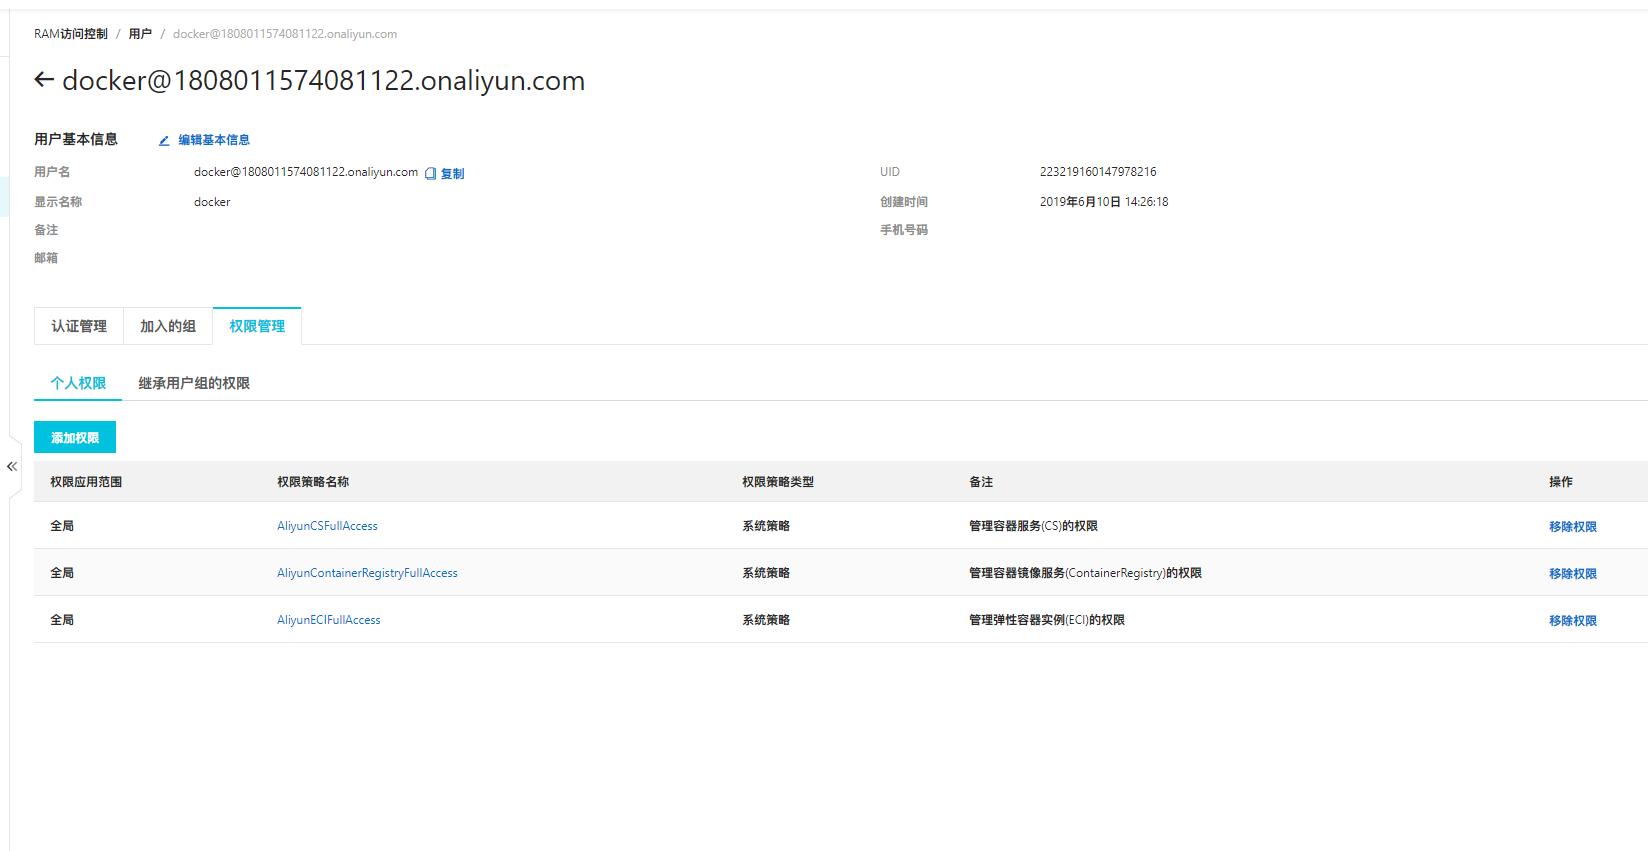 RAM访问控制 / 用户 / docker@1808011574081122.onaliyun.com
docker@1808011574081122.onaliyun.com
用户基本信息 编辑基本信息
用户名 docker@1808011574081122.onaliyun.com 复制 UID 223219160147978216
显示名称 docker 创建时间 2019年6月10日 14:26:18
备注 手机号码
邮箱
认证管理 加入的组 权限管理
个人权限 继承用户组的权限
添加权限
权限应用范围 权限策略名称 权限策略类型 备注 操作
全局 AliyunCSFullAccess 系统策略 管理容器服务(CS)的权限 移除权限
全局 AliyunContainerRegistryFullAccess 系统策略 管理容器镜像服务(ContainerRegistry)的权限 移除权限
全局 AliyunECIFullAccess 系统策略 管理弹性容器实例(ECI)的权限 移除权限